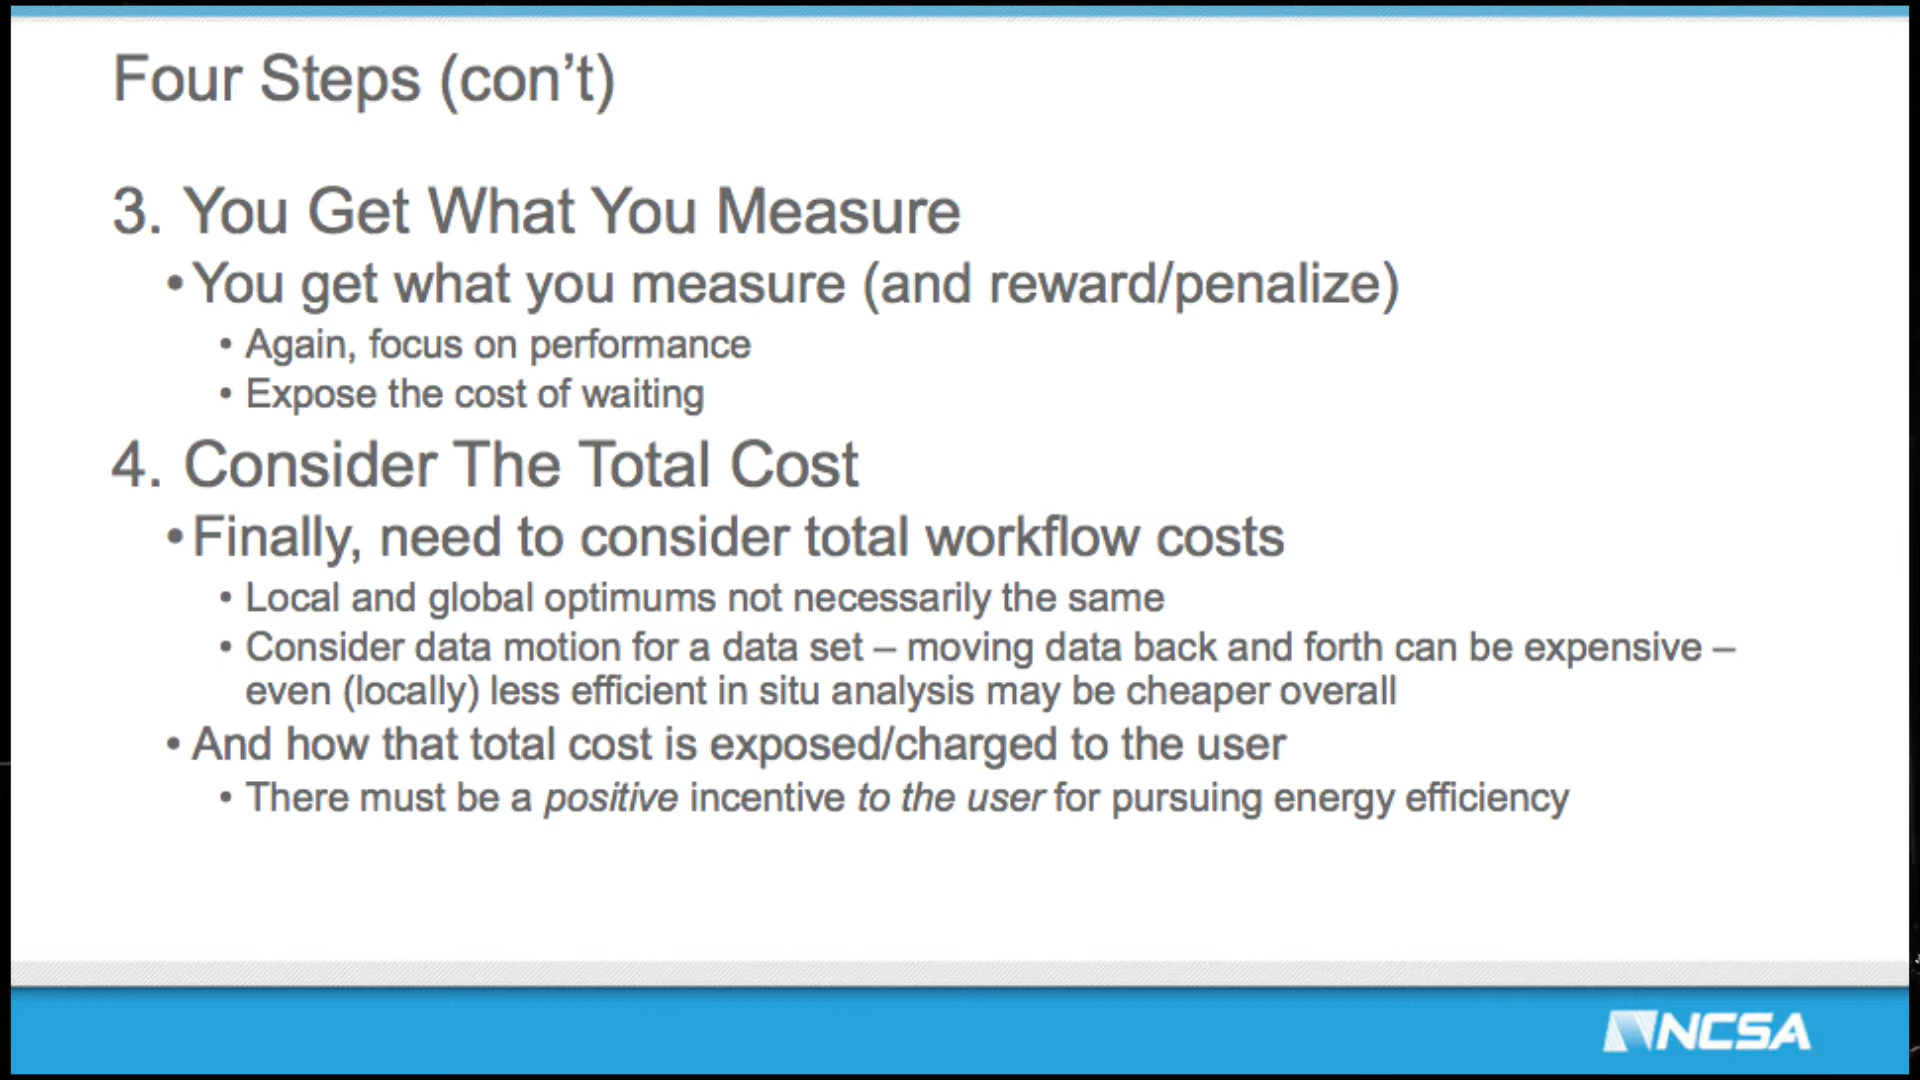 Four Steps (con’t)
3. You Get What You Measure
•You get what you measure (and reward/penalize)
• Again, focus on performance
• Expose the cost of waiting
4. Consider The Total Cost
•Finally, need to consider total workflow costs
• Local and global optimums not necessarily the same
• Consider data motion for a data set – moving data back and forth can be expensive –
even (locally) less efficient in situ analysis may be cheaper overall
• And how that total cost is exposed/charged to the user
• There must be a positive incentive to the user for pursuing energy efficiency
NCSA